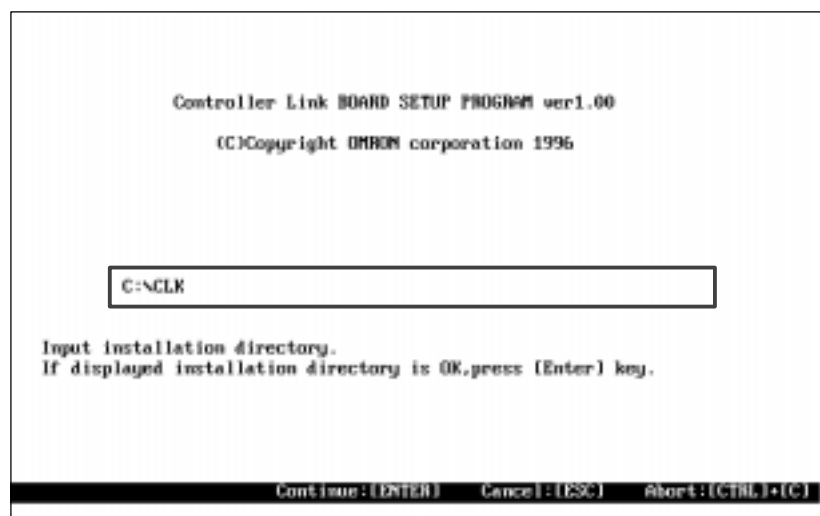 Controller Link BOARD SETUP PROGRAM ver1.00
(C)Copyright OMRON corporation 1996
C:\CLK
Input installation directory.
If displayed installation directory is OK,press [Enter] key.
Continue:[ENTER] Cancel:[ESC] Abort:[CTRL]+[C]